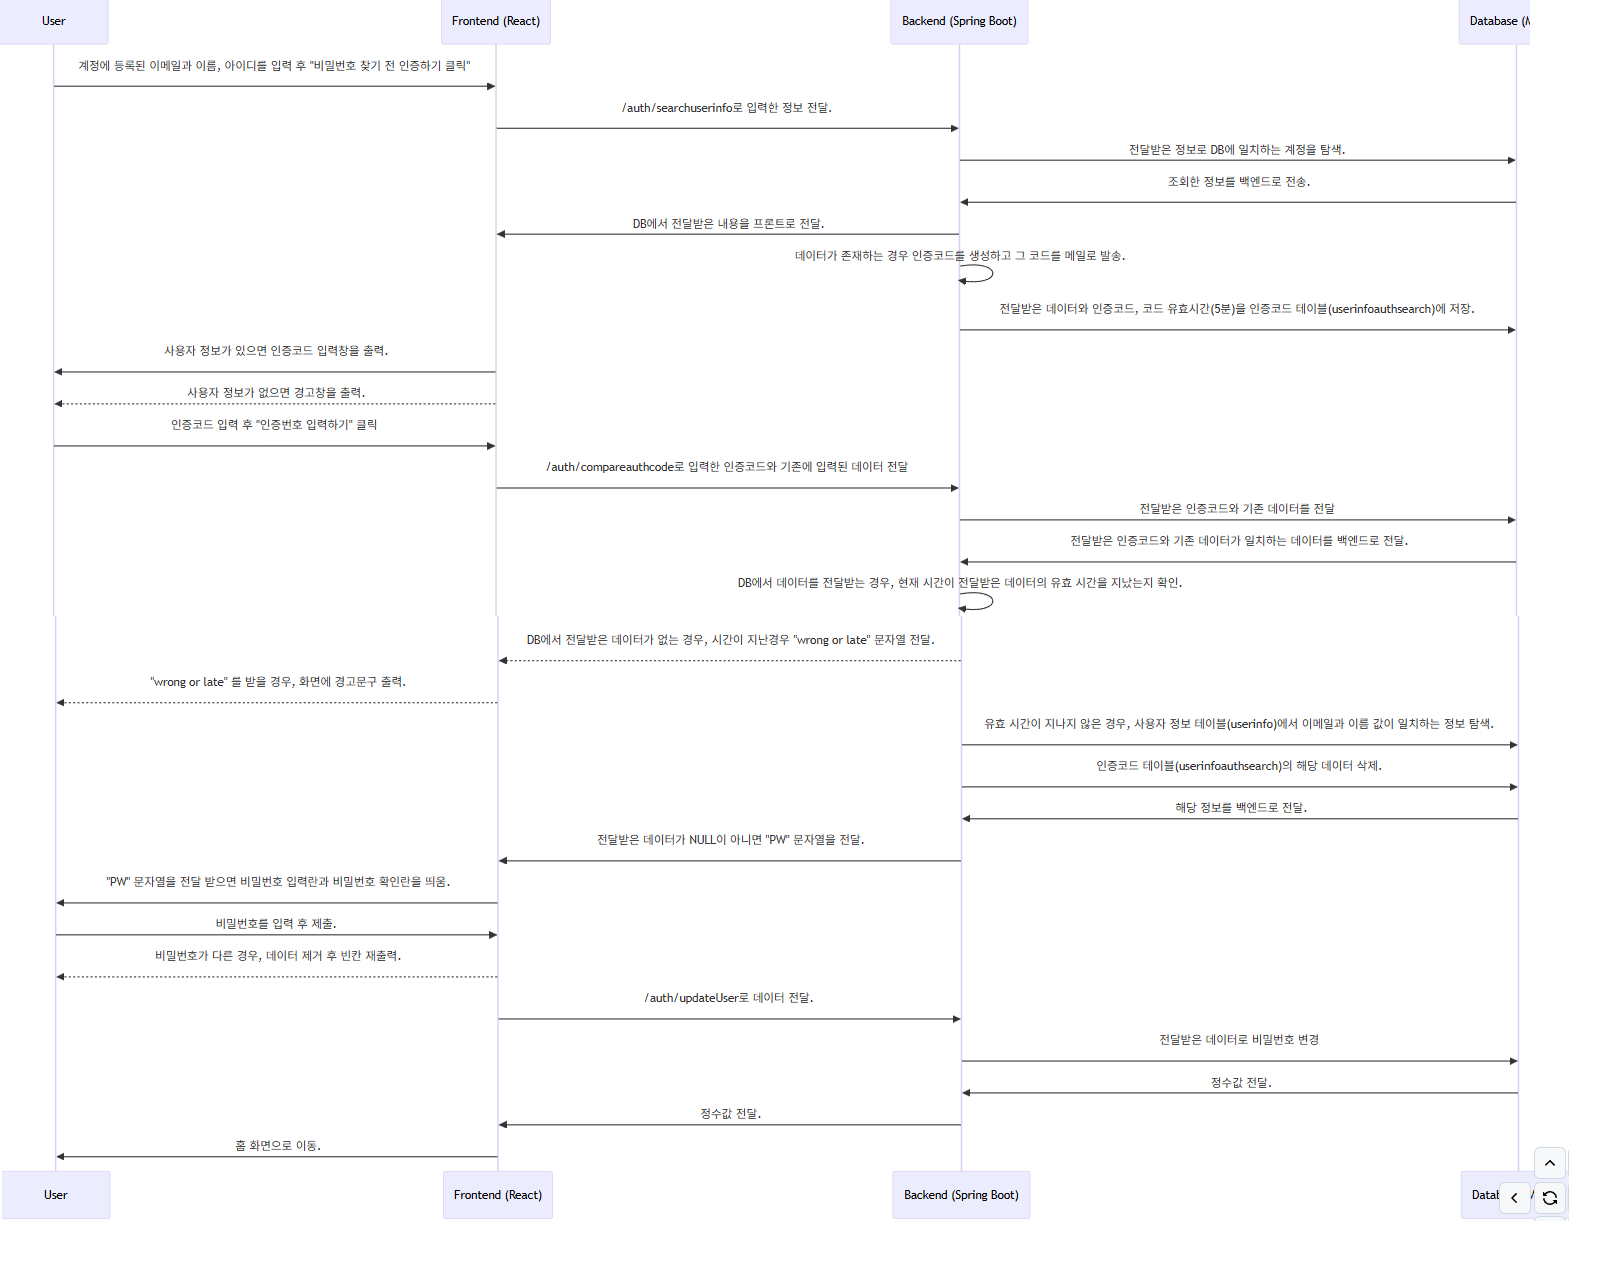 User
Frontend (React)
Backend (Spring Boot)
Database (
계정에 등록된 이메일과 이름, 아이디를 입력 후 "비밀번호 찾기 전 인증하기 클릭"
/auth/searchuserinfo로 입력한 정보 전달.
전달받은 정보로 DB에 일치하는 계정을 탐색.
조회한 정보를 백엔드로 전송.
DB에서 전달받은 내용을 프론트로 전달.
데이터가 존재하는 경우 인증코드를 생성하고 그 코드를 메일로 발송.
전달받은 데이터와 인증코드, 코드 유효시간(5분)을 인증코드 테이블(userinfoauthsearch)에 저장.
사용자 정보가 있으면 인증코드 입력창을 출력.
사용자 정보가 없으면 경고창을 출력.
인증코드 입력 후 "인증번호 입력하기" 클릭
/auth/compareauthcode로 입력한 인증코드와 기존에 입력된 데이터 전달
전달받은 인증코드와 기존 데이터를 전달
전달받은 인증코드와 기존 데이터가 일치하는 데이터를 백엔드로 전달.
DB에서 데이터를 전달받는 경우, 현재 시간이 전달받은 데이터의 유효 시간을 지났는지 확인.
DB에서 전달받은 데이터가 없는 경우, 시간이 지난경우 "wrong or late" 문자열 전달.
"wrong or late" 를 받을 경우, 화면에 경고문구 출력.
유효 시간이 지나지 않은 경우, 사용자 정보 테이블(userinfo)에서 이메일과 이름 값이 일치하는 정보 탐색.
인증코드 테이블(userinfoauthsearch)의 해당 데이터 삭제.
해당 정보를 백엔드로 전달.
전달받은 데이터가 NULL이 아니면 "PW" 문자열을 전달.
"PW" 문자열을 전달 받으면 비밀번호 입력란과 비밀번호 확인란을 띄움.
비밀번호를 입력 후 제출.
비밀번호가 다른 경우, 데이터 제거 후 빈칸 재출력.
/auth/updateUser로 데이터 전달.
전달받은 데이터로 비밀번호 변경
정수값 전달.
정수값 전달.
홈 화면으로 이동.
User
Frontend (React)
Backend (Spring Boot)